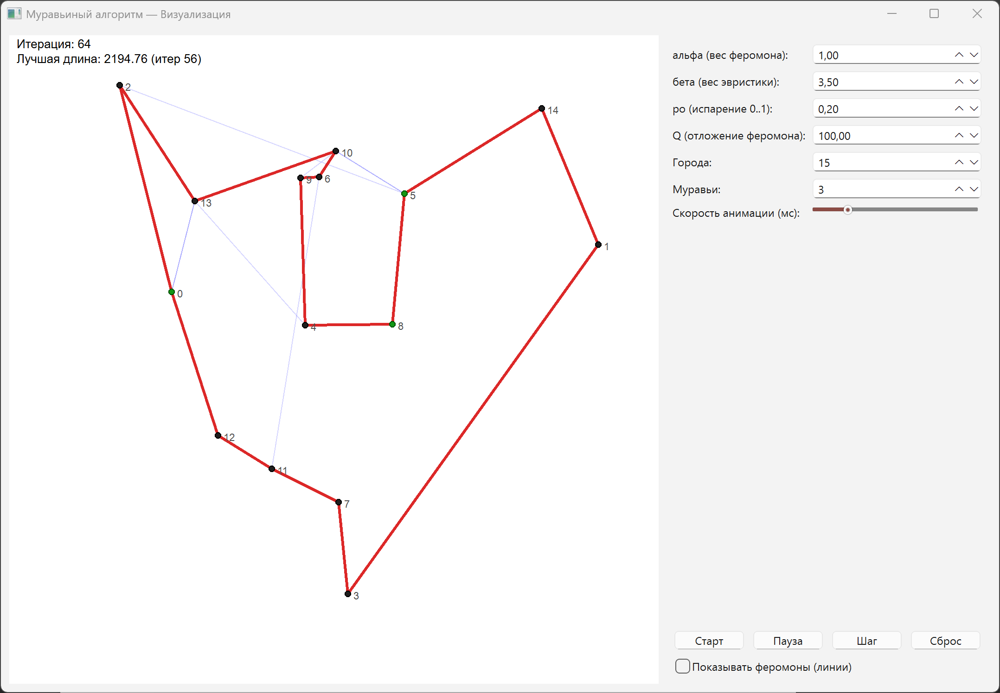 Муравьиный алгоритм — Визуализация
Итерация: 64
Лучшая длина: 2194.76 (итер 56)
2
14
10
9
6
5
13
1
0
4
8
12
11
7
3
альфа (вес феромона): 1,00
бета (вес эвристики): 3,50
ро (испарение 0..1): 0,20
Q (отложение феромона): 100,00
Города: 15
Муравьи: 3
Скорость анимации (мс):
Старт Пауза Шаг Сброс
Показывать феромоны (линии)